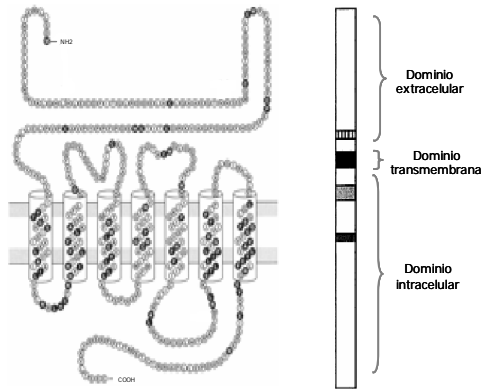 NH2
Dominio
extracelular
Dominio
transmembrana
Dominio
intracelular
COOH